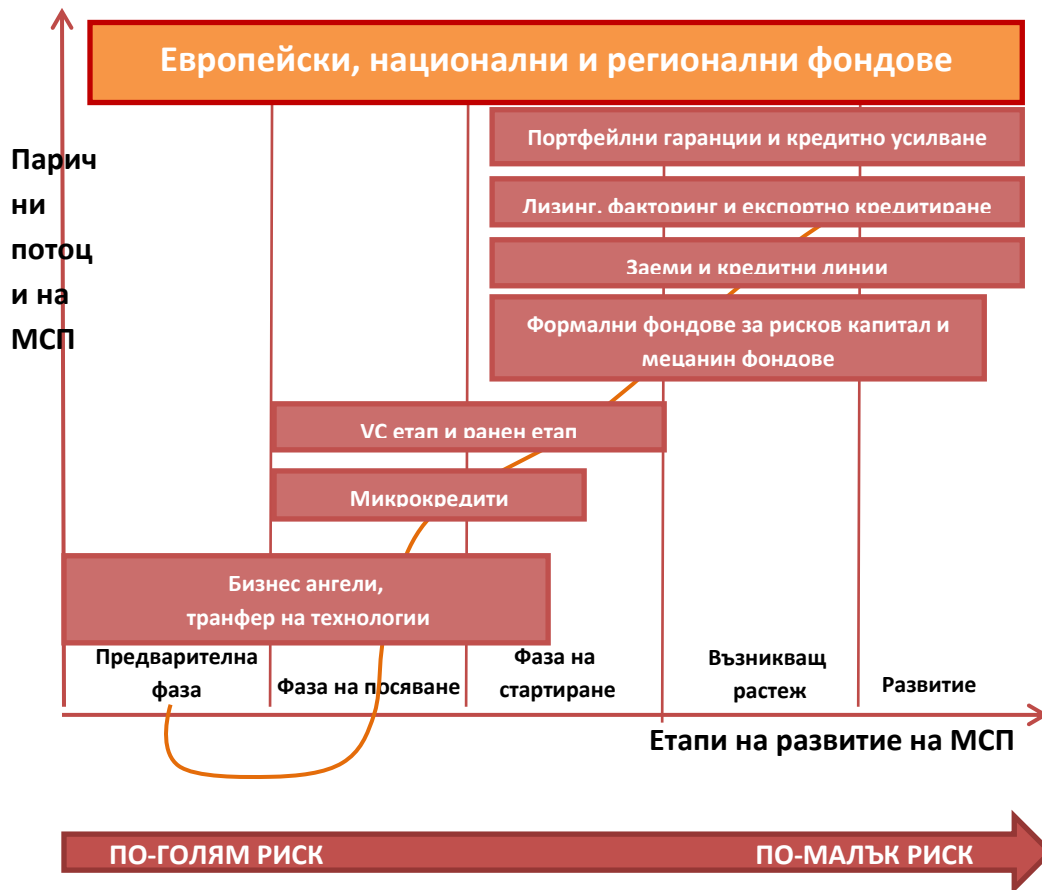 Европейски, национални и регионални фондове
Портфейлни гаранции и кредитно усилване
Парич
ни
потоц
и на
МСП
Лизинг, факторинг и експортно кредитиране
Заеми и кредитни линии
Формални фондове за рисков капитал и
мецанин фондове
VC етап и ранен етап
Микрокредити
Бизнес ангели,
транфер на технологии
Предварителна
фаза
Фаза на посяване
Фаза на
стартиране
Възникващ
растеж
Развитие
Етапи на развитие на МСП
ПО-ГОЛЯМ РИСК
ПО-МАЛЪК РИСК